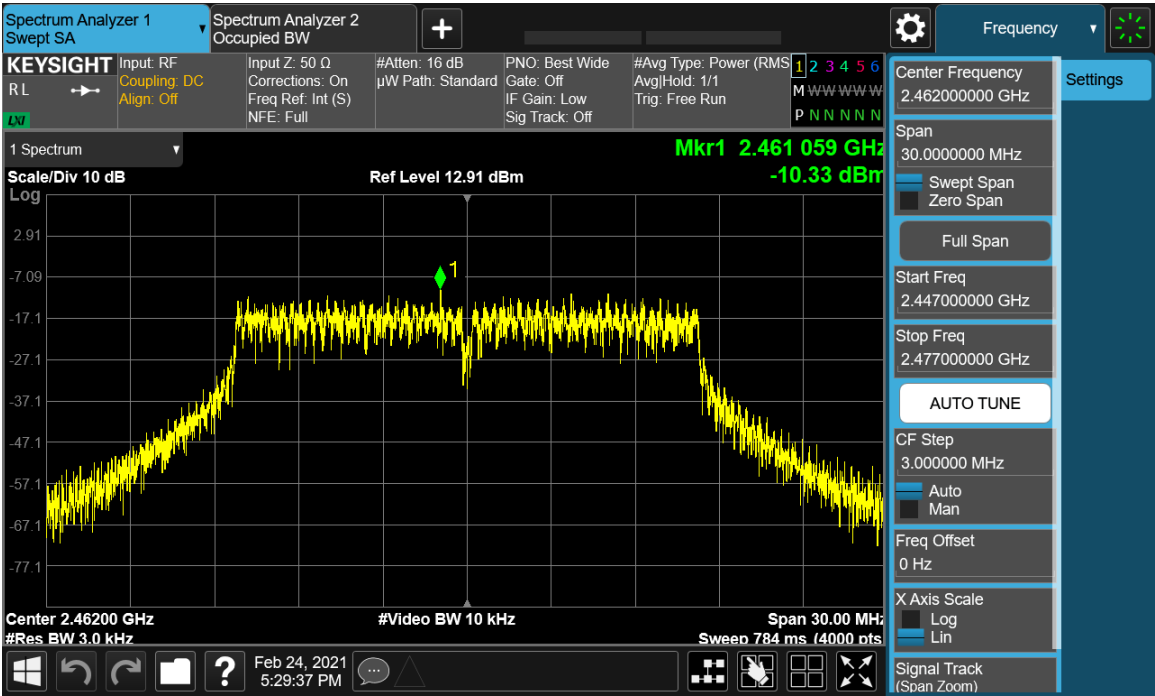 Spectrum Analyzer 1
Swept SA
Spectrum Analyzer 2
Occupied BW
Frequency
KEYSIGHT
R L
LXI
Input: RF
Coupling: DC
Align: Off
Input Z: 50 Ω
Corrections: On
Freq Ref: Int (S)
NFE: Full
#Atten: 16 dB
µW Path: Standard
PNO: Best Wide
Gate: Off
IF Gain: Low
Sig Track: Off
#Avg Type: Power (RMS
Avg|Hold: 1/1
Trig: Free Run
1 2 3 4 5 6
M W W W W W
P N N N N N
1 Spectrum
Scale/Div 10 dB
Log
Ref Level 12.91 dBm
Mkr1 2.461 059 GHz
-10.33 dBm
1
2.91
-7.09
-17.1
-27.1
-37.1
-47.1
-57.1
-67.1
-77.1
Center 2.46200 GHz
#Res BW 3.0 kHz
#Video BW 10 kHz
Span 30.00 MHz
Sweep 784 ms (4000 pts
Center Frequency
2.462000000 GHz
Settings
Span
30.0000000 MHz
Swept Span
Zero Span
Full Span
Start Freq
2.447000000 GHz
Stop Freq
2.477000000 GHz
AUTO TUNE
CF Step
3.000000 MHz
Auto
Man
Freq Offset
0 Hz
X Axis Scale
Log
Lin
Signal Track
(Span Zoom)
?
Feb 24, 2021
5:29:37 PM